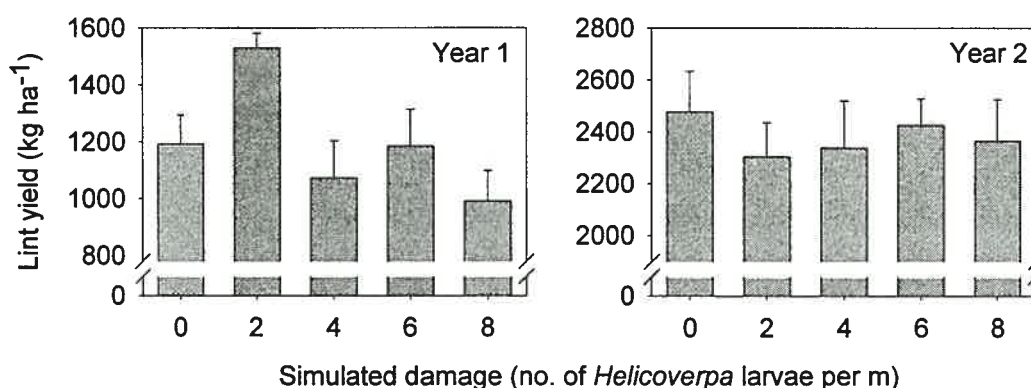 Lint yield (kg ha⁻¹)
1600
1400
1200
1000
800
0
Year 1
0 2 4 6 8
2800
2600
2400
2200
2000
0
Year 2
0 2 4 6 8
Simulated damage (no. of Helicoverpa larvae per m)